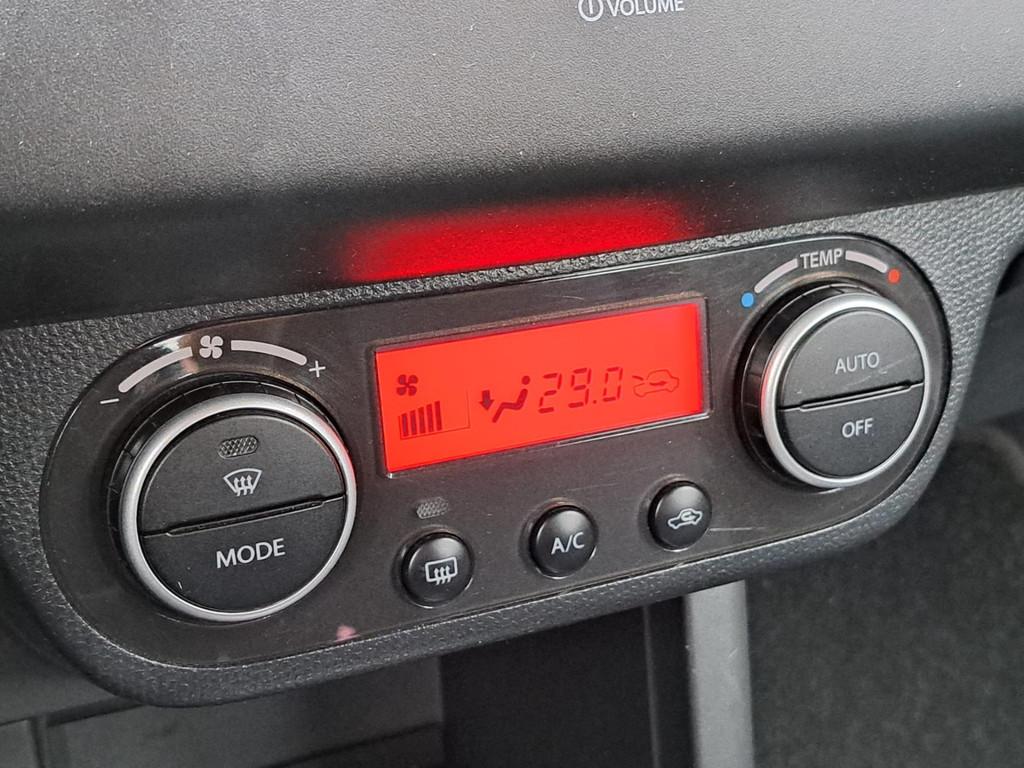 VOLUME
TEMP
- +
29.0
AUTO
OFF
MODE
A/C